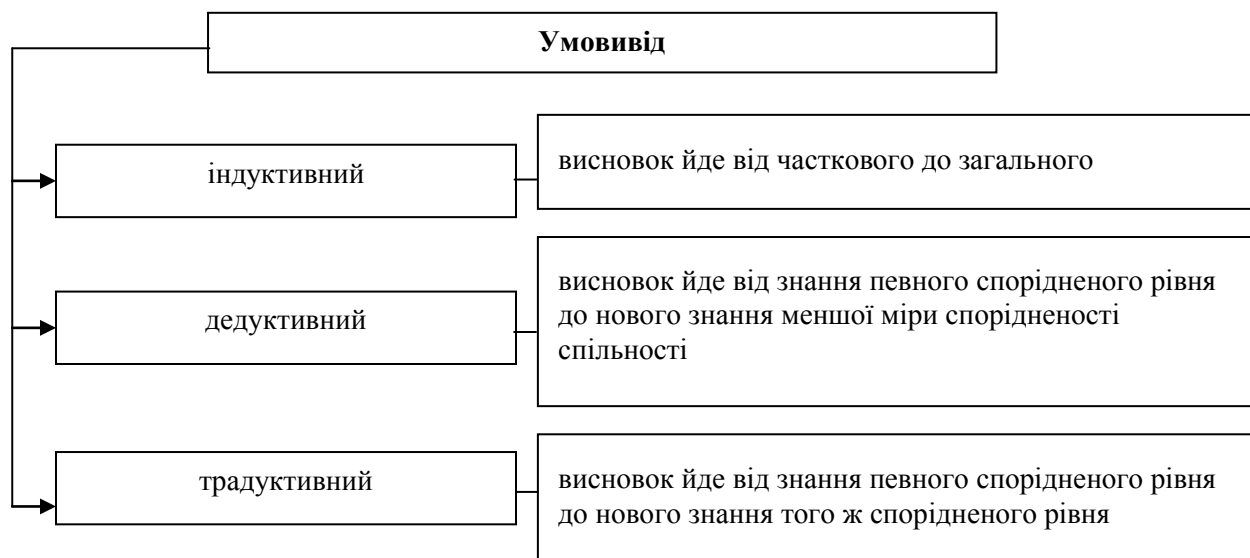 Умовивід
індуктивний
висновок йде від часткового до загального
дедуктивний
висновок йде від знання певного спорідненого рівня
до нового знання меншої міри спорідненості
спільності
традуктивний
висновок йде від знання певного спорідненого рівня
до нового знання того ж спорідненого рівня